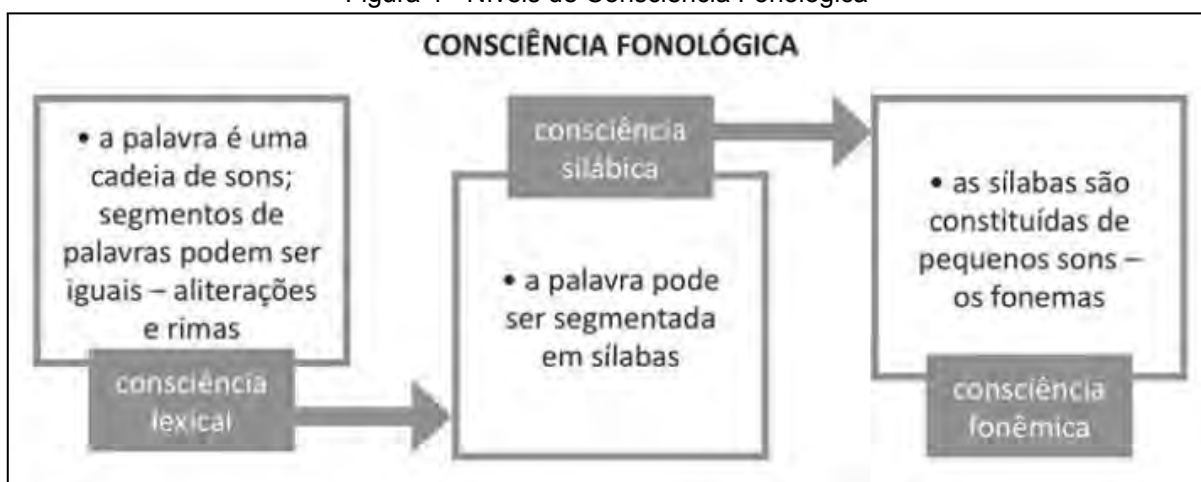 CONSCIÊNCIA FONOLÓGICA
• a palavra é uma
cadeia de sons;
segmentos de
palavras podem ser
iguais – aliterações
e rimas
consciência
lexical
consciência
silábica
• a palavra pode
ser segmentada
em sílabas
• as sílabas são
constituídas de
pequenos sons –
os fonemas
consciência
fonêmica